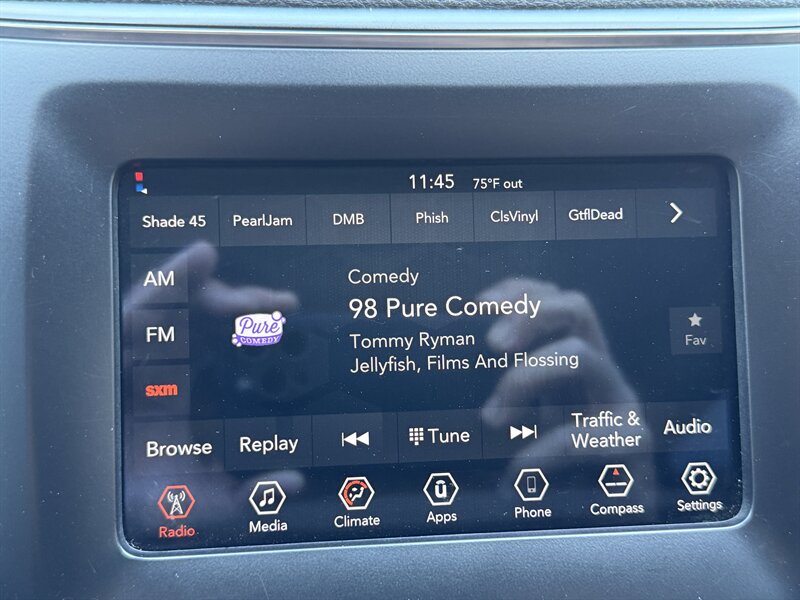 11:45 75°F out
Shade 45 PearlJam DMB Phish ClsVinyl GtflDead
AM
Comedy
98 Pure Comedy
FM
Pure
COMEDY
Tommy Ryman
Jellyfish, Films And Flossing
Fav
sxm
Browse Replay Tune Traffic & Weather Audio
Radio Media Climate Apps Phone Compass Settings